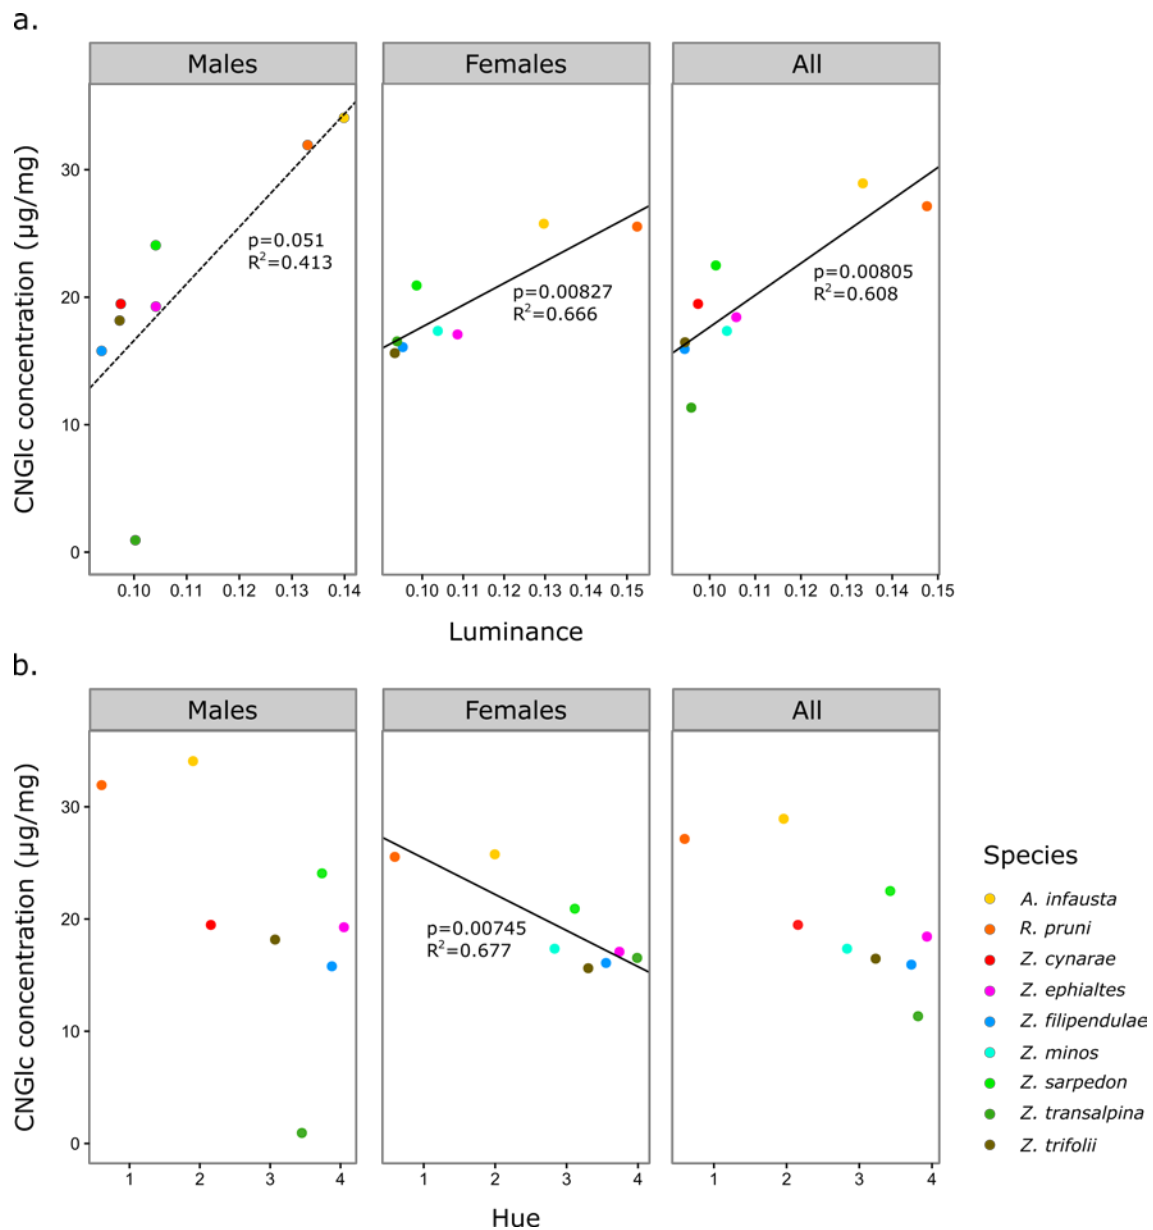 a.
Males Females All
CNGlc concentration (µg/mg)
30
20
10
0
p=0.051
R²=0.413
p=0.00827
R²=0.666
p=0.00805
R²=0.608
0.10 0.11 0.12 0.13 0.14 0.10 0.11 0.12 0.13 0.14 0.15 0.10 0.11 0.12 0.13 0.14 0.15
Luminance
b.
Males Females All
CNGlc concentration (µg/mg)
30
20
10
0
p=0.00745
R²=0.677
1 2 3 4 1 2 3 4 1 2 3 4
Hue
Species
A. infausta
R. pruni
Z. cynarae
Z. ephialtes
Z. filipendulae
Z. minos
Z. sarpedon
Z. transalpina
Z. trifolii